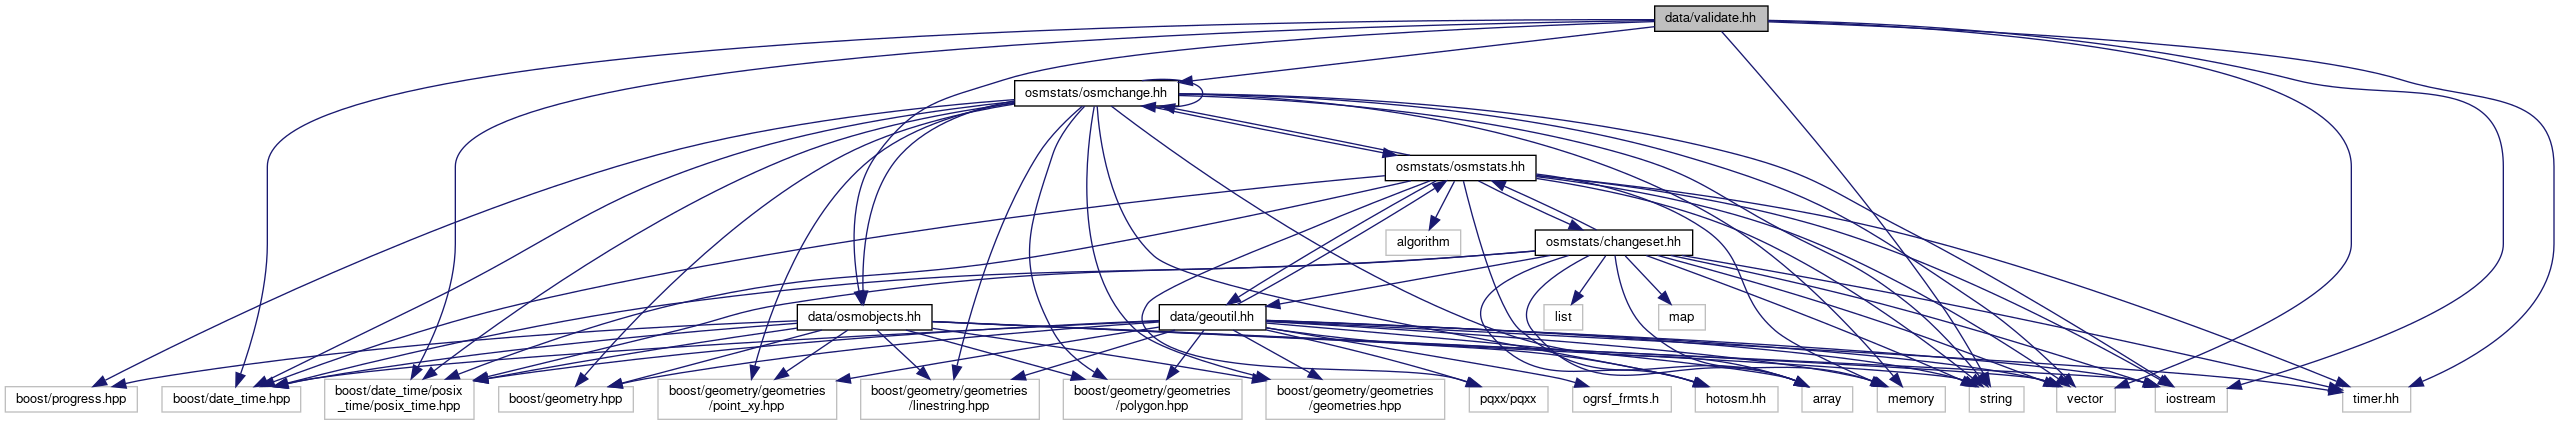 data/validate.hh
osmstats/osmchange.hh
osmstats/osmstats.hh
algorithm
osmstats/changeset.hh
data/osmobjects.hh
data/geoutil.hh
list
map
boost/progress.hpp
boost/date_time.hpp
boost/date_time/posix
_time/posix_time.hpp
boost/geometry.hpp
boost/geometry/geometries
/point_xy.hpp
boost/geometry/geometries
/linestring.hpp
boost/geometry/geometries
/polygon.hpp
boost/geometry/geometries
/geometries.hpp
pqxx/pqxx
ogrsf_frmts.h
hotosm.hh
array
memory
string
vector
iostream
timer.hh